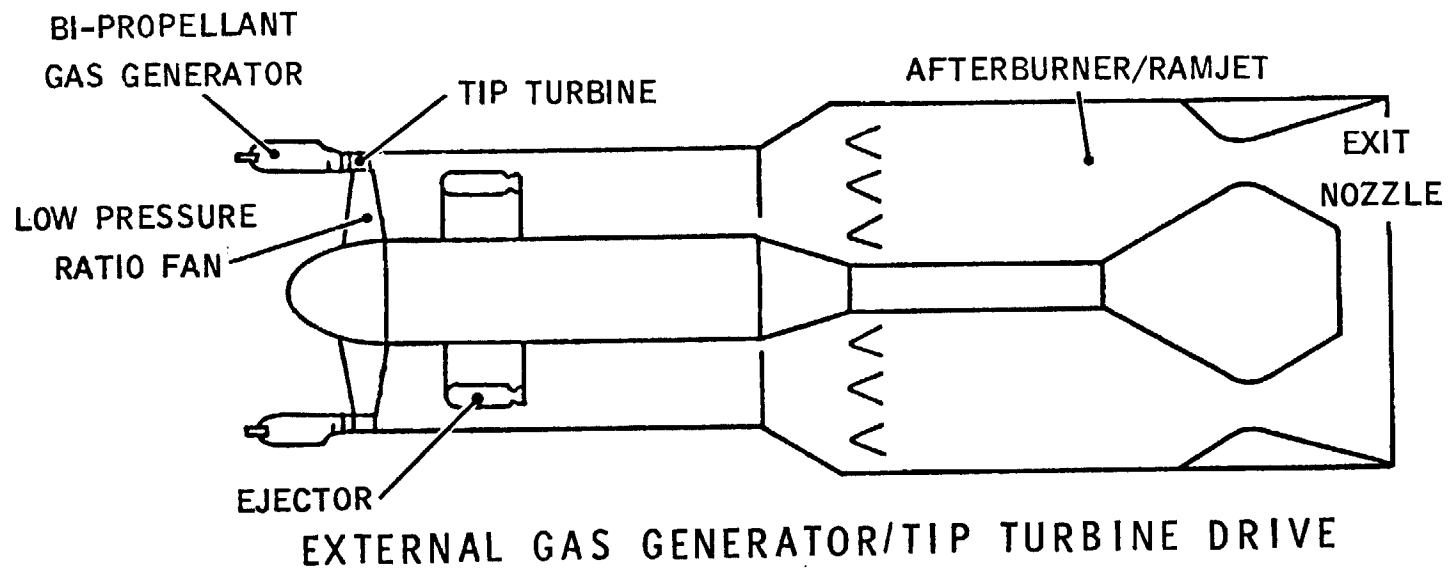 BI-PROPELLANT
GAS GENERATOR
TIP TURBINE
AFTERBURNER/RAMJET
EXIT
NOZZLE
LOW PRESSURE
RATIO FAN
EJECTOR
EXTERNAL GAS GENERATOR/TIP TURBINE DRIVE